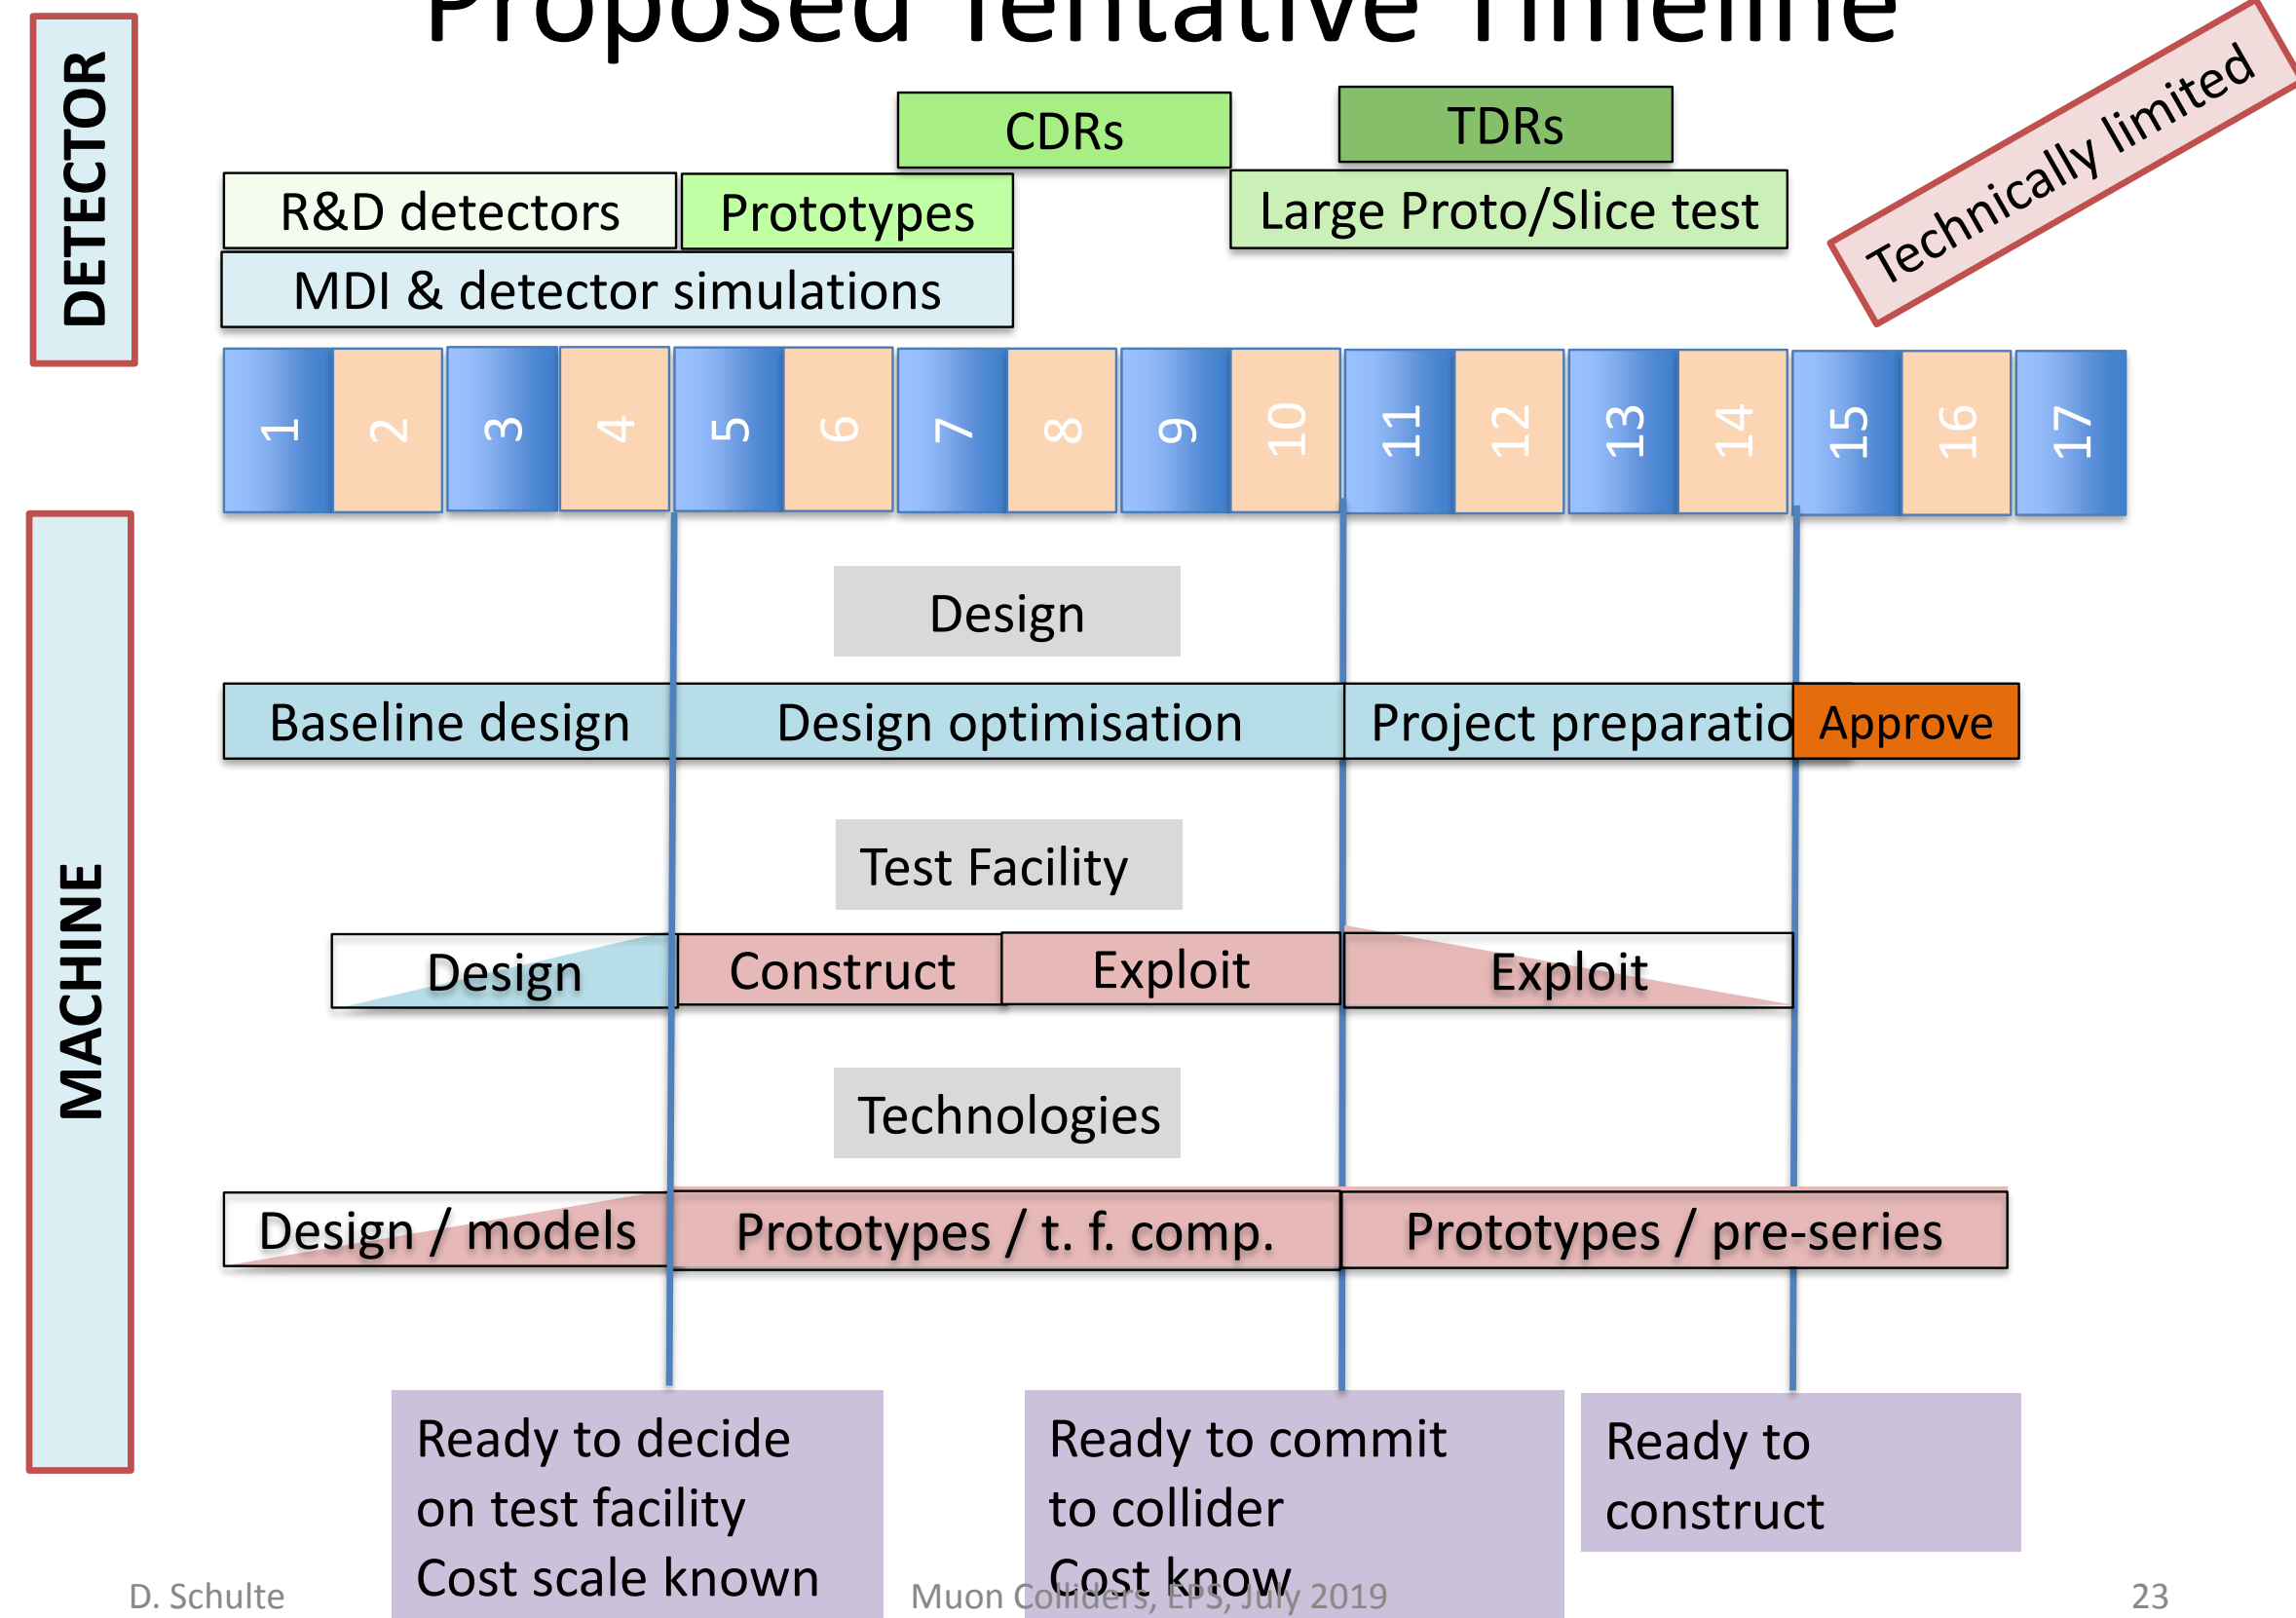 Proposed Tentative Timeline
DETECTOR
Technically limited
CDRs
TDRs
R&D detectors
Prototypes
Large Proto/Slice test
MDI & detector simulations
1 2 3 4 5 6 7 8 9 10 11 12 13 14 15 16 17
MACHINE
Design
Baseline design
Design optimisation
Project preparatio
Approve
Test Facility
Design
Construct
Exploit
Exploit
Technologies
Design / models
Prototypes / t. f. comp.
Prototypes / pre-series
Ready to decide
on test facility
Cost scale known
Ready to commit
to collider
Cost know
Ready to
construct
D. Schulte
Muon Colliders, EPS, July 2019
23